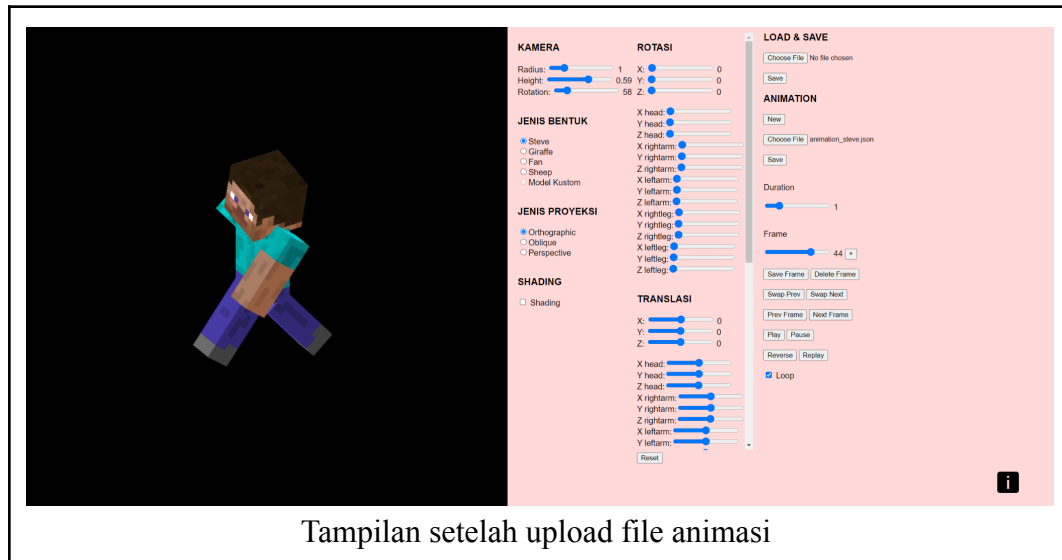 KAMERA
Radius: 1
Height: 0.59
Rotation: 58
JENIS BENTUK
Steve
Giraffe
Fan
Sheep
Model Kustom
JENIS PROYEKSI
Orthographic
Oblique
Perspective
SHADING
Shading
ROTASI
X: 0
Y: 0
Z: 0
X head:
Y head:
Z head:
X rightarm:
Y rightarm:
Z rightarm:
X leftarm:
Y leftarm:
Z leftarm:
X rightleg:
Y rightleg:
Z rightleg:
X leftleg:
Y leftleg:
Z leftleg:
TRANSLASI
X: 0
Y: 0
Z: 0
X head:
Y head:
Z head:
X rightarm:
Y rightarm:
Z rightarm:
X leftarm:
Y leftarm:
Reset
LOAD & SAVE
Choose File No file chosen
Save
ANIMATION
New
Choose File animation_steve.json
Save
Duration
1
Frame
44 +
Save Frame Delete Frame
Swap Prev Swap Next
Prev Frame Next Frame
Play Pause
Reverse Replay
Loop
i
Tampilan setelah upload file animasi